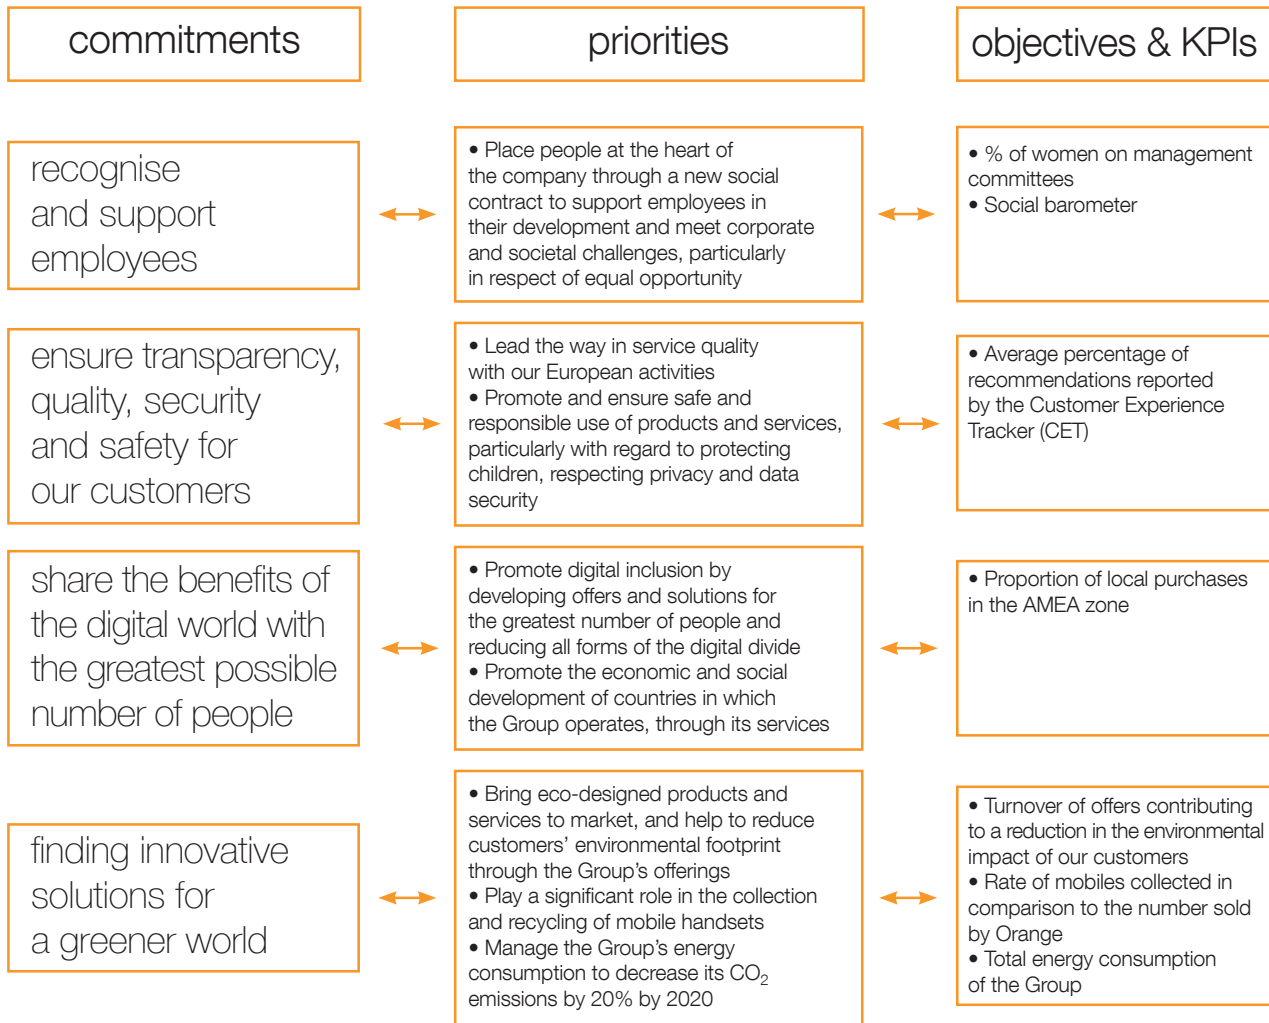 commitments
priorities
objectives & KPIs
recognise
and support
employees
• Place people at the heart of
the company through a new social
contract to support employees in
their development and meet corporate
and societal challenges, particularly
in respect of equal opportunity
• % of women on management
committees
• Social barometer
ensure transparency,
quality, security
and safety for
our customers
• Lead the way in service quality
with our European activities
• Promote and ensure safe and
responsible use of products and services,
particularly with regard to protecting
children, respecting privacy and data
security
• Average percentage of
recommendations reported
by the Customer Experience
Tracker (CET)
share the benefits of
the digital world with
the greatest possible
number of people
• Promote digital inclusion by
developing offers and solutions for
the greatest number of people and
reducing all forms of the digital divide
• Promote the economic and social
development of countries in which
the Group operates, through its services
• Proportion of local purchases
in the AMEA zone
finding innovative
solutions for
a greener world
• Bring eco-designed products and
services to market, and help to reduce
customers’ environmental footprint
through the Group’s offerings
• Play a significant role in the collection
and recycling of mobile handsets
• Manage the Group’s energy
consumption to decrease its CO₂
emissions by 20% by 2020
• Turnover of offers contributing
to a reduction in the environmental
impact of our customers
• Rate of mobiles collected in
comparison to the number sold
by Orange
• Total energy consumption
of the Group